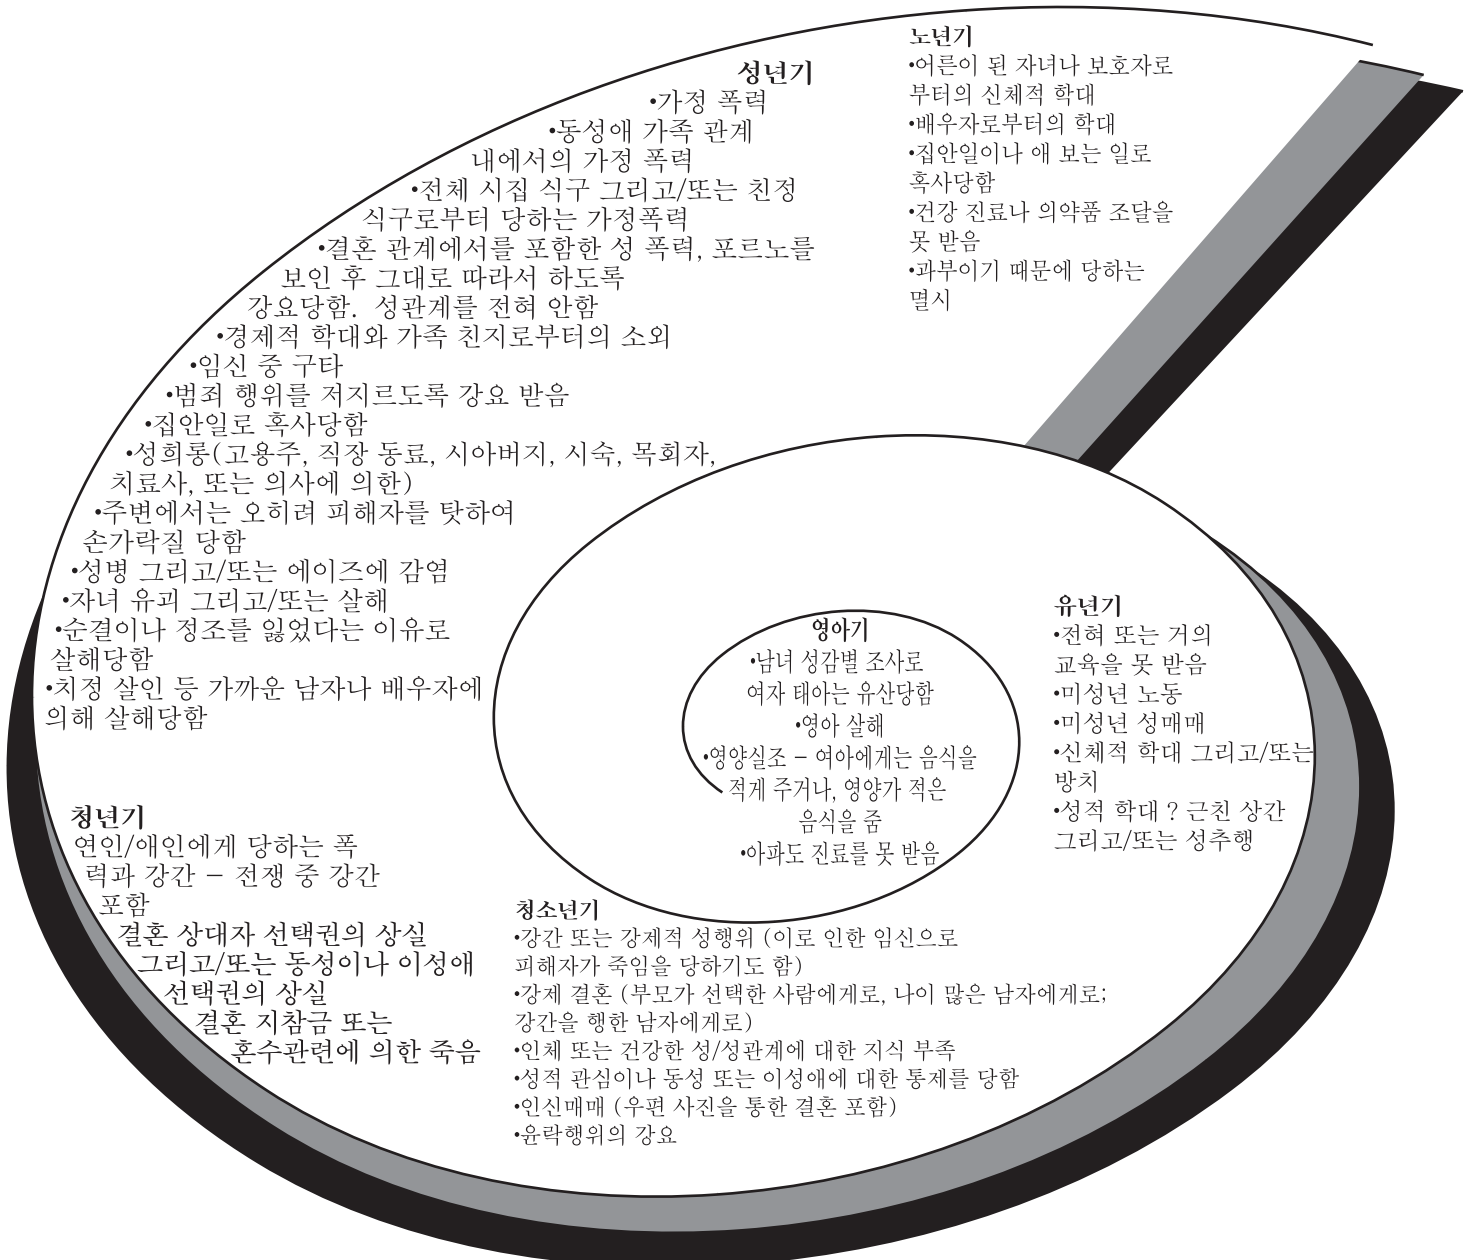 영아기
•남녀 성감별 조사로
여자 태아는 유산당함
•영아 살해
•영양실조 – 여아에게는 음식을
적게 주거나, 영양가 적은
음식을 줌
•아파도 진료를 못 받음
유년기
•전혀 또는 거의
교육을 못 받음
•미성년 노동
•미성년 성매매
•신체적 학대 그리고/또는
방치
•성적 학대 ? 근친 상간
그리고/또는 성추행
청소년기
•강간 또는 강제적 성행위 (이로 인한 임신으로
피해자가 죽임을 당하기도 함)
•강제 결혼 (부모가 선택한 사람에게로, 나이 많은 남자에게로;
강간을 행한 남자에게로)
•인체 또는 건강한 성/성관계에 대한 지식 부족
•성적 관심이나 동성 또는 이성애에 대한 통제를 당함
•인신매매 (우편 사진을 통한 결혼 포함)
•윤락행위의 강요
청년기
연인/애인에게 당하는 폭
력과 강간 – 전쟁 중 강간
포함
결혼 상대자 선택권의 상실
그리고/또는 동성이나 이성애
선택권의 상실
결혼 지참금 또는
혼수관련에 의한 죽음
성년기
•가정 폭력
•동성애 가족 관계
내에서의 가정 폭력
•전체 시집 식구 그리고/또는 친정
식구로부터 당하는 가정폭력
•결혼 관계에서를 포함한 성 폭력, 포르노를
보인 후 그대로 따라서 하도록
강요당함. 성관계를 전혀 안함
•경제적 학대와 가족 친지로부터의 소외
•임신 중 구타
•범죄 행위를 저지르도록 강요 받음
•집안일로 혹사당함
•성희롱(고용주, 직장 동료, 시아버지, 시숙, 목회자,
치료사, 또는 의사에 의한)
•주변에서는 오히려 피해자를 탓하여
손가락질 당함
•성병 그리고/또는 에이즈에 감염
•자녀 유괴 그리고/또는 살해
•순결이나 정조를 잃었다는 이유로
살해당함
•치정 살인 등 가까운 남자나 배우자에
의해 살해당함
노년기
•어른이 된 자녀나 보호자로
부터의 신체적 학대
•배우자로부터의 학대
•집안일이나 애 보는 일로
혹사당함
•건강 진료나 의약품 조달을
못 받음
•과부이기 때문에 당하는
멸시